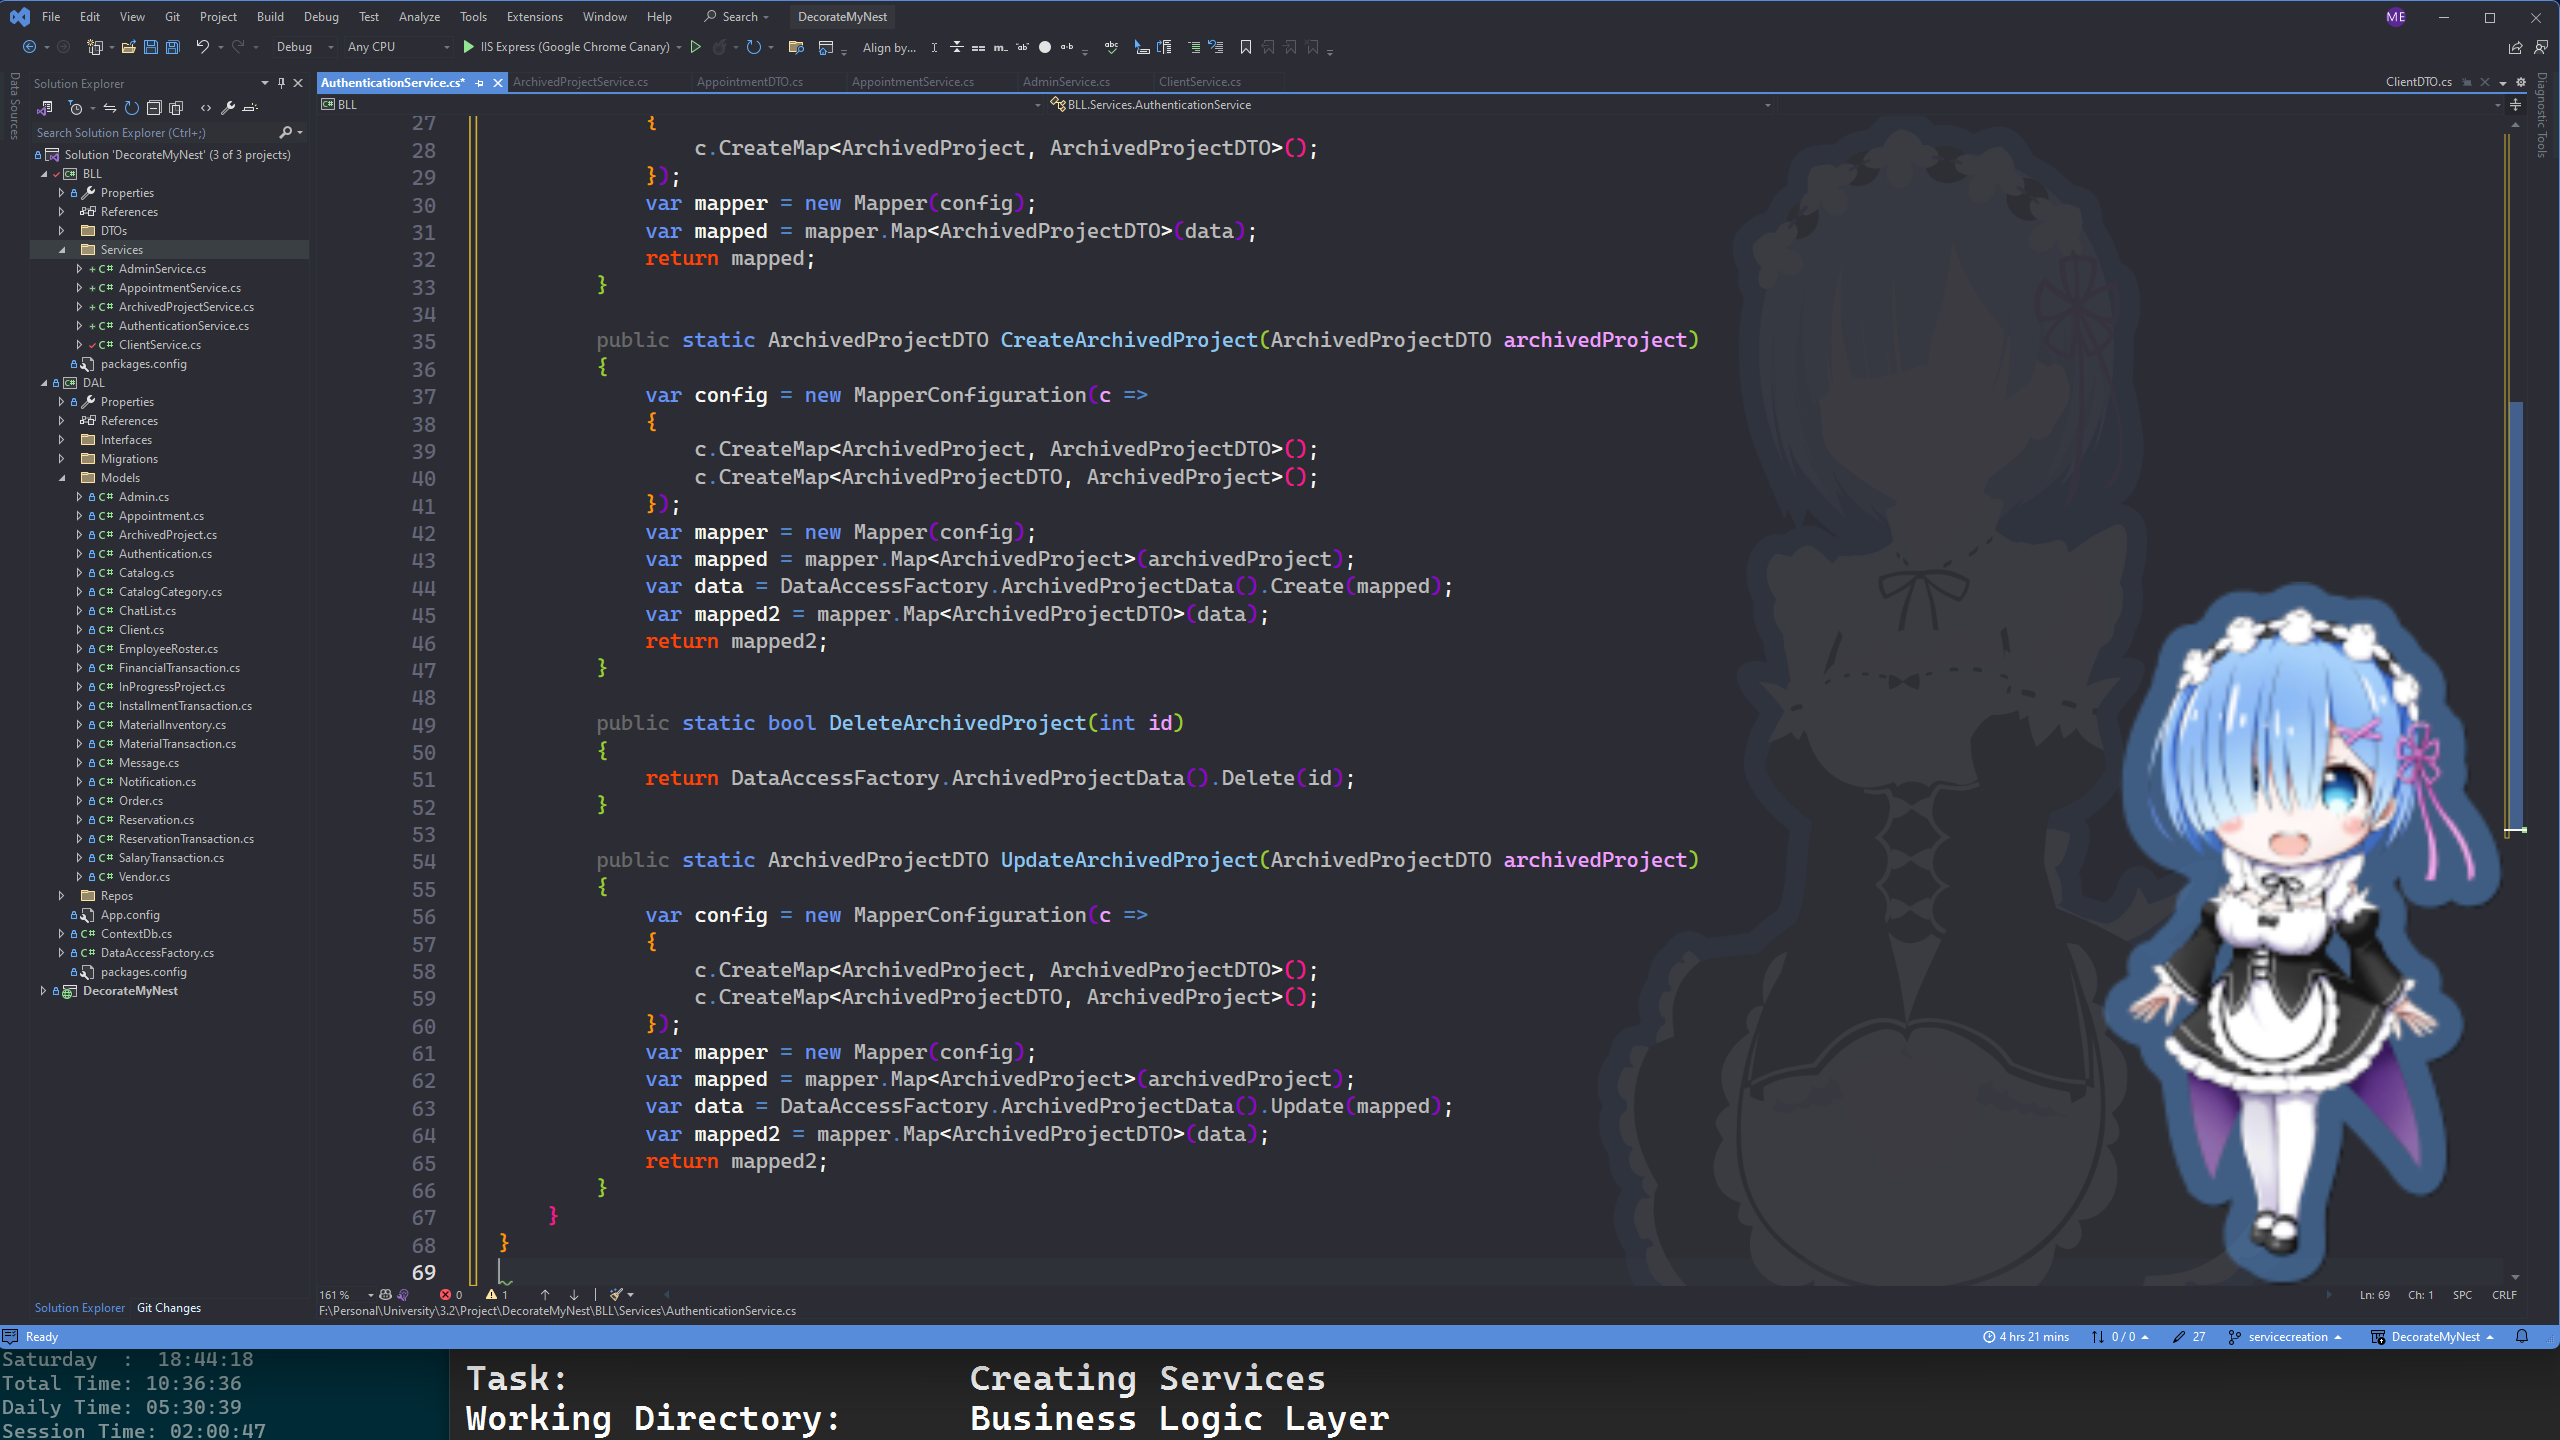 File Edit View Git Project Build Debug Test Analyze Tools Extensions Window Help Search DecorateMyNest ME
Debug Any CPU IIS Express (Google Chrome Canary) Align by...
Data Sources
Solution Explorer
Search Solution Explorer (Ctrl+;)
Solution 'DecorateMyNest' (3 of 3 projects)
BLL
Properties
References
DTOs
Services
AdminService.cs
AppointmentService.cs
ArchivedProjectService.cs
AuthenticationService.cs
ClientService.cs
packages.config
DAL
Properties
References
Interfaces
Migrations
Models
Admin.cs
Appointment.cs
ArchivedProject.cs
Authentication.cs
Catalog.cs
CatalogCategory.cs
ChatList.cs
Client.cs
EmployeeRoster.cs
FinancialTransaction.cs
InProgressProject.cs
InstallmentTransaction.cs
MaterialInventory.cs
MaterialTransaction.cs
Message.cs
Notification.cs
Order.cs
Reservation.cs
ReservationTransaction.cs
SalaryTransaction.cs
Vendor.cs
Repos
App.config
ContextDb.cs
DataAccessFactory.cs
packages.config
DecorateMyNest
Solution Explorer Git Changes
AuthenticationService.cs* ArchivedProjectService.cs AppointmentDTO.cs AppointmentService.cs AdminService.cs ClientService.cs ClientDTO.cs
BLL BLL.Services.AuthenticationService
Diagnostic Tools
27 {
28 c.CreateMap<ArchivedProject, ArchivedProjectDTO>();
29 });
30 var mapper = new Mapper(config);
31 var mapped = mapper.Map<ArchivedProjectDTO>(data);
32 return mapped;
33 }
34
35 public static ArchivedProjectDTO CreateArchivedProject(ArchivedProjectDTO archivedProject)
36 {
37 var config = new MapperConfiguration(c =>
38 {
39 c.CreateMap<ArchivedProject, ArchivedProjectDTO>();
40 c.CreateMap<ArchivedProjectDTO, ArchivedProject>();
41 });
42 var mapper = new Mapper(config);
43 var mapped = mapper.Map<ArchivedProject>(archivedProject);
44 var data = DataAccessFactory.ArchivedProjectData().Create(mapped);
45 var mapped2 = mapper.Map<ArchivedProjectDTO>(data);
46 return mapped2;
47 }
48
49 public static bool DeleteArchivedProject(int id)
50 {
51 return DataAccessFactory.ArchivedProjectData().Delete(id);
52 }
53
54 public static ArchivedProjectDTO UpdateArchivedProject(ArchivedProjectDTO archivedProject)
55 {
56 var config = new MapperConfiguration(c =>
57 {
58 c.CreateMap<ArchivedProject, ArchivedProjectDTO>();
59 c.CreateMap<ArchivedProjectDTO, ArchivedProject>();
60 });
61 var mapper = new Mapper(config);
62 var mapped = mapper.Map<ArchivedProject>(archivedProject);
63 var data = DataAccessFactory.ArchivedProjectData().Update(mapped);
64 var mapped2 = mapper.Map<ArchivedProjectDTO>(data);
65 return mapped2;
66 }
67 }
68 }
69
161 % 0 1 Ln: 69 Ch: 1 SPC CRLF
F:\Personal\University\3.2\Project\DecorateMyNest\BLL\Services\AuthenticationService.cs
Ready 4 hrs 21 mins 0 / 0 27 servicecreation DecorateMyNest
Saturday : 18:44:18
Total Time: 10:36:36
Daily Time: 05:30:39
Session Time: 02:00:47
Task: Creating Services
Working Directory: Business Logic Layer